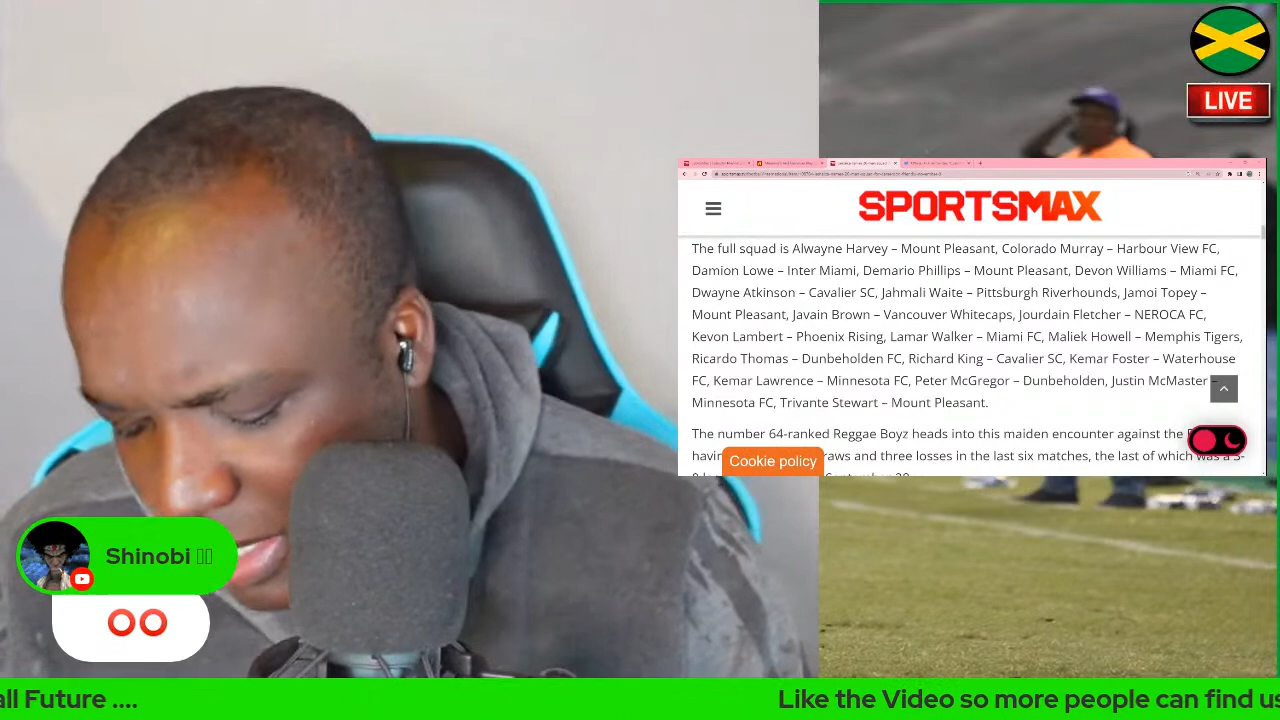 LIVE
SPORTSMAX
The full squad is Alwayne Harvey – Mount Pleasant, Colorado Murray – Harbour View FC,
Damion Lowe – Inter Miami, Demario Phillips – Mount Pleasant, Devon Williams – Miami FC,
Dwayne Atkinson – Cavalier SC, Jahmali Waite – Pittsburgh Riverhounds, Jamoi Topey –
Mount Pleasant, Javain Brown – Vancouver Whitecaps, Jourdain Fletcher – NEROCA FC,
Kevon Lambert – Phoenix Rising, Lamar Walker – Miami FC, Maliek Howell – Memphis Tigers,
Ricardo Thomas – Dunbeholden FC, Richard King – Cavalier SC, Kemar Foster – Waterhouse
FC, Kemar Lawrence – Minnesota FC, Peter McGregor – Dunbeholden, Justin McMaster –
Minnesota FC, Trivante Stewart – Mount Pleasant.
The number 64-ranked Reggae Boyz heads into this maiden encounter against the
raws and three losses in the last six matches, the last of which was a 3-
Cookie policy
Shinobi
⭕⭕
all Future .... Like the Video so more people can find us